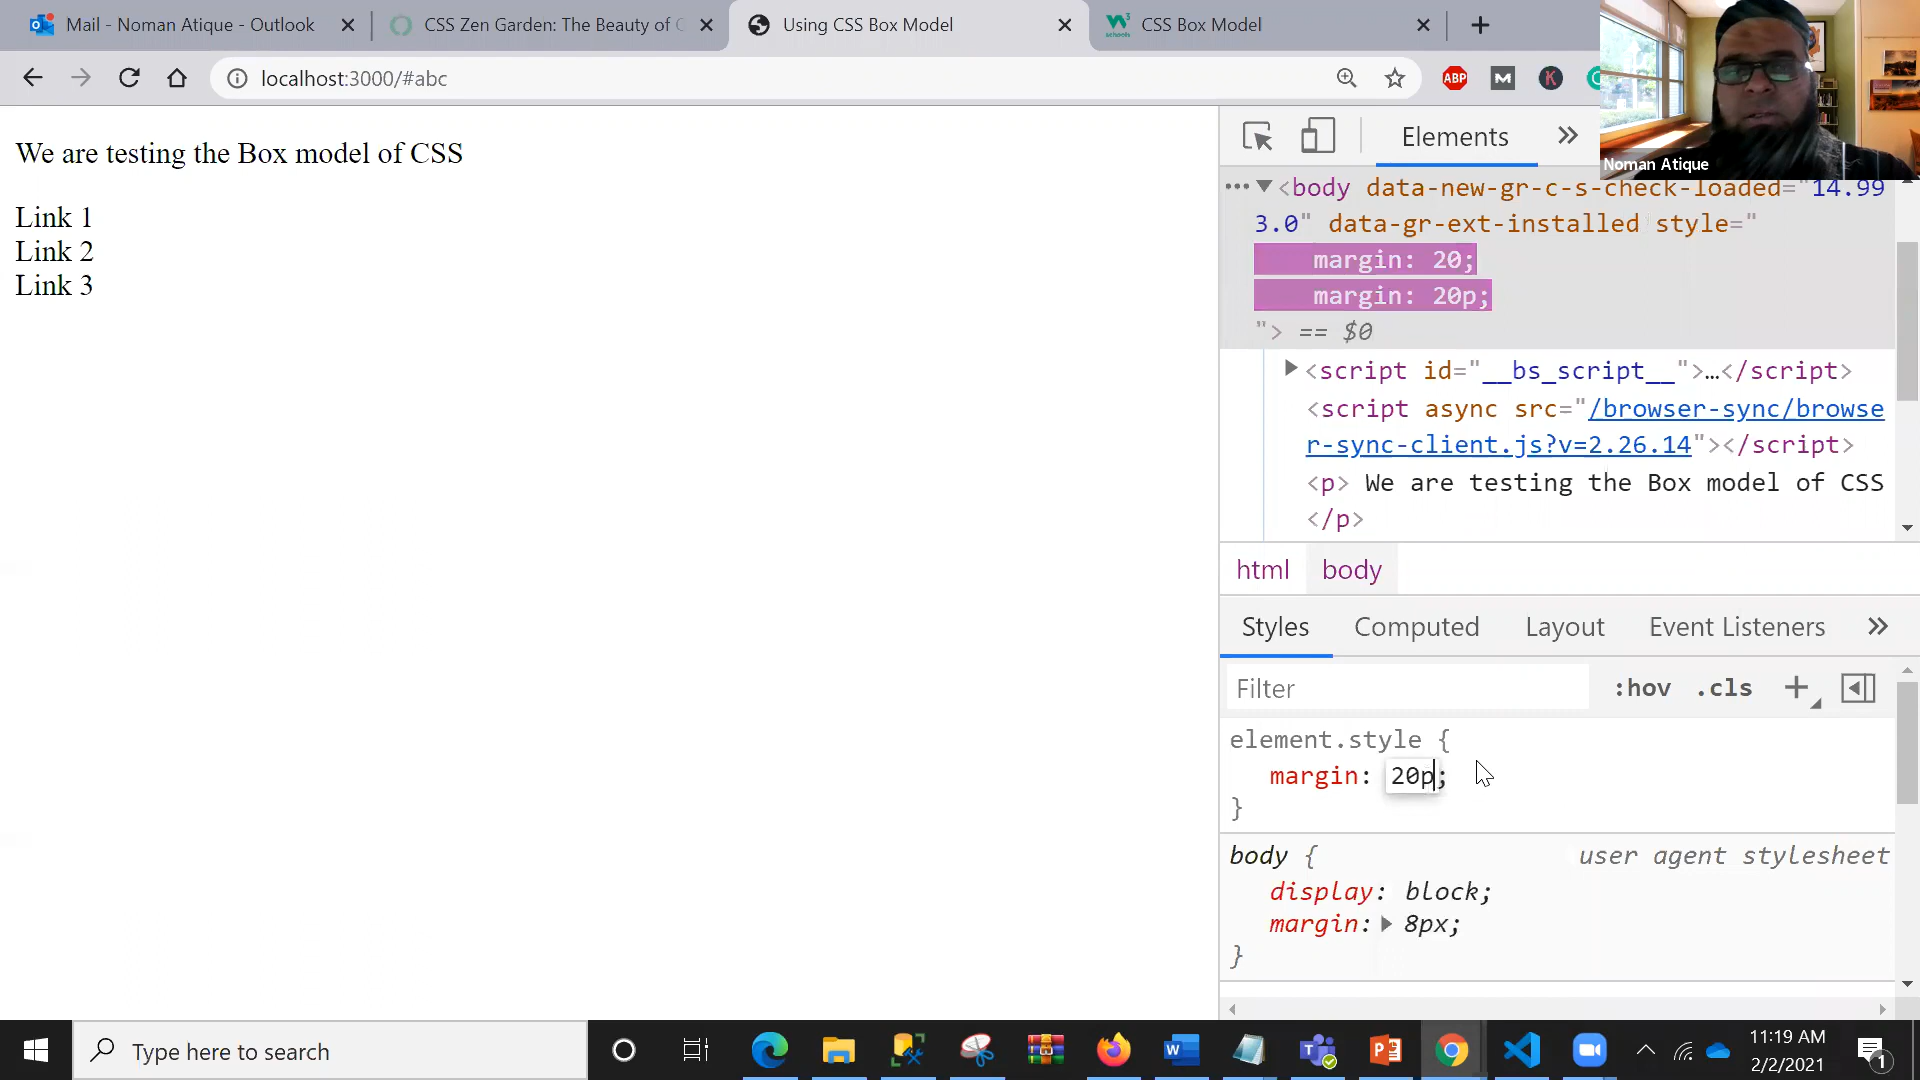 Mail - Noman Atique - Outlook
CSS Zen Garden: The Beauty of C
Using CSS Box Model
W3 schools CSS Box Model
localhost:3000/#abc
ABP M K
Noman Atique
We are testing the Box model of CSS
Link 1
Link 2
Link 3
Elements
<body data-new-gr-c-s-check-loaded="14.99
3.0" data-gr-ext-installed style="
margin: 20;
margin: 20p;
"> == $0
<script id="__bs_script__">…</script>
<script async src="/browser-sync/browse
r-sync-client.js?v=2.26.14"></script>
<p> We are testing the Box model of CSS
</p>
html body
Styles Computed Layout Event Listeners
Filter :hov .cls
element.style {
margin: 20p;
}
body { user agent stylesheet
display: block;
margin: 8px;
}
Type here to search
11:19 AM
2/2/2021
1